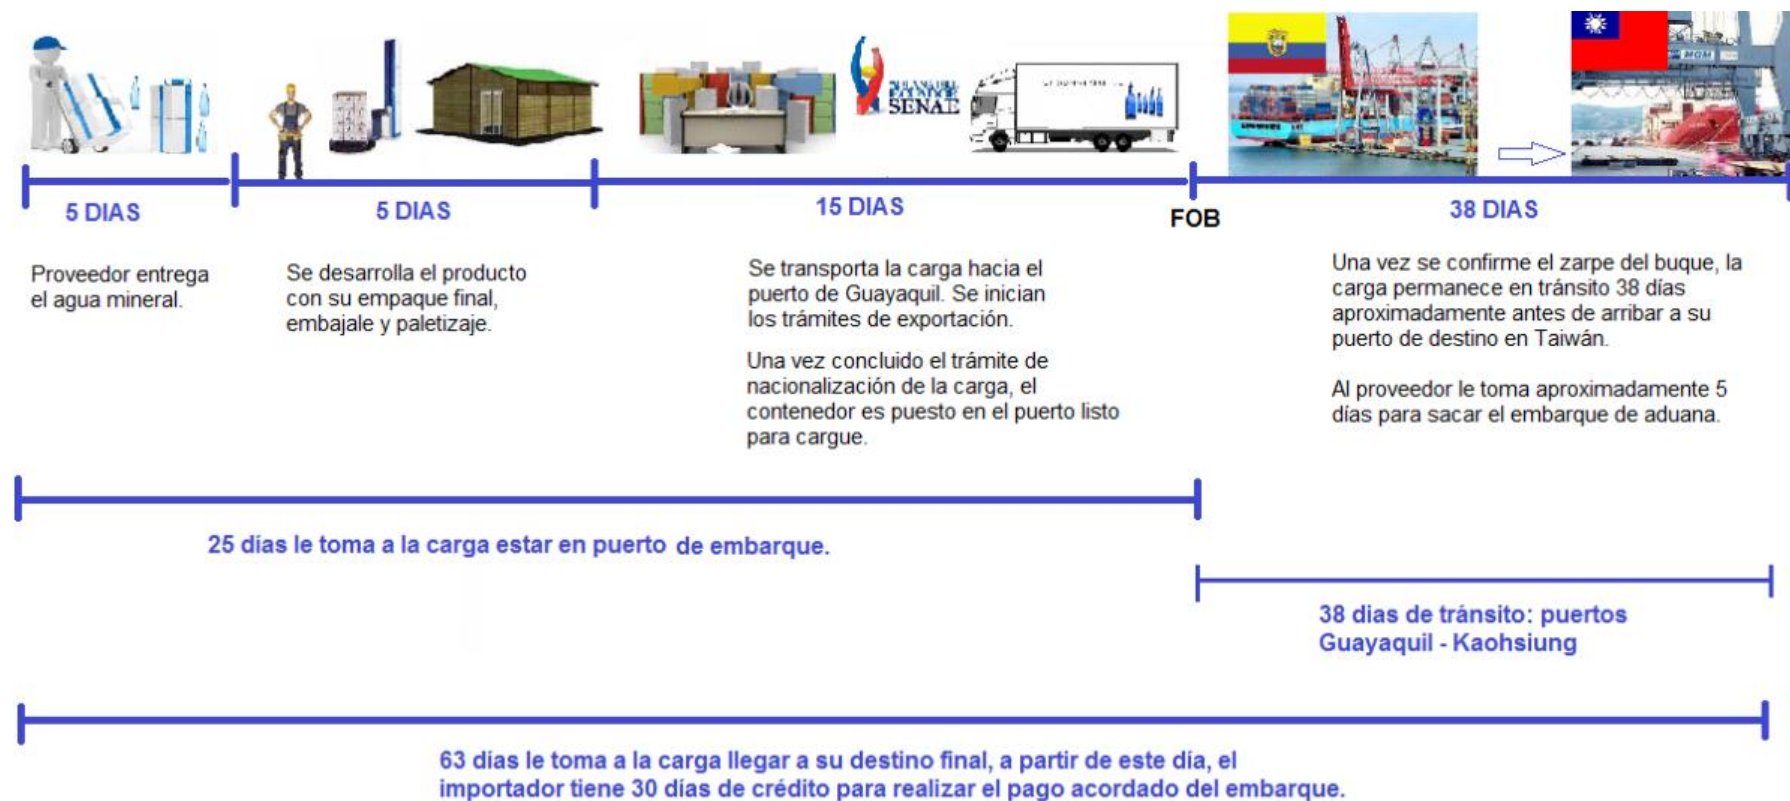 ECUADOR
SENAE
MGM
5 DIAS
5 DIAS
15 DIAS
FOB
38 DIAS
Proveedor entrega
el agua mineral.
Se desarrolla el producto
con su empaque final,
embajale y paletizaje.
Se transporta la carga hacia el
puerto de Guayaquil. Se inician
los trámites de exportación.
Una vez concluido el trámite de
nacionalización de la carga, el
contenedor es puesto en el puerto listo
para cargue.
Una vez se confirme el zarpe del buque, la
carga permanece en tránsito 38 días
aproximadamente antes de arribar a su
puerto de destino en Taiwán.
Al proveedor le toma aproximadamente 5
días para sacar el embarque de aduana.
25 días le toma a la carga estar en puerto de embarque.
38 dias de tránsito: puertos
Guayaquil - Kaohsiung
63 días le toma a la carga llegar a su destino final, a partir de este día, el
importador tiene 30 días de crédito para realizar el pago acordado del embarque.